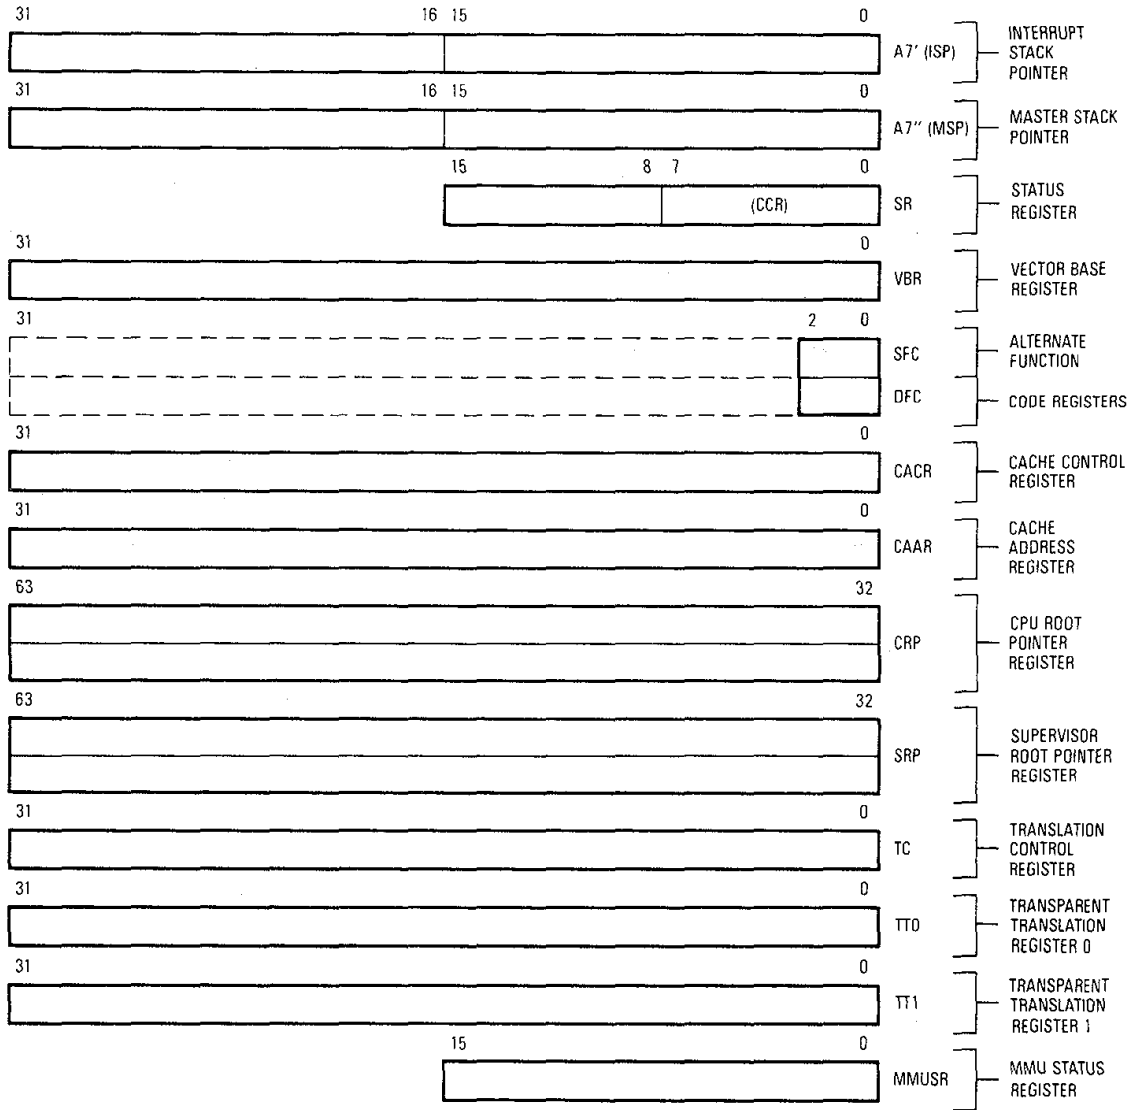 31 16 15 0
A7' (ISP) INTERRUPT STACK POINTER
31 16 15 0
A7'' (MSP) MASTER STACK POINTER
15 8 7 0
(CCR) SR STATUS REGISTER
31 0
VBR VECTOR BASE REGISTER
31 2 0
SFC ALTERNATE FUNCTION
DFC CODE REGISTERS
31 0
CACR CACHE CONTROL REGISTER
31 0
CAAR CACHE ADDRESS REGISTER
63 32
CRP CPU ROOT POINTER REGISTER
63 32
SRP SUPERVISOR ROOT POINTER REGISTER
31 0
TC TRANSLATION CONTROL REGISTER
31 0
TT0 TRANSPARENT TRANSLATION REGISTER 0
31 0
TT1 TRANSPARENT TRANSLATION REGISTER 1
15 0
MMUSR MMU STATUS REGISTER